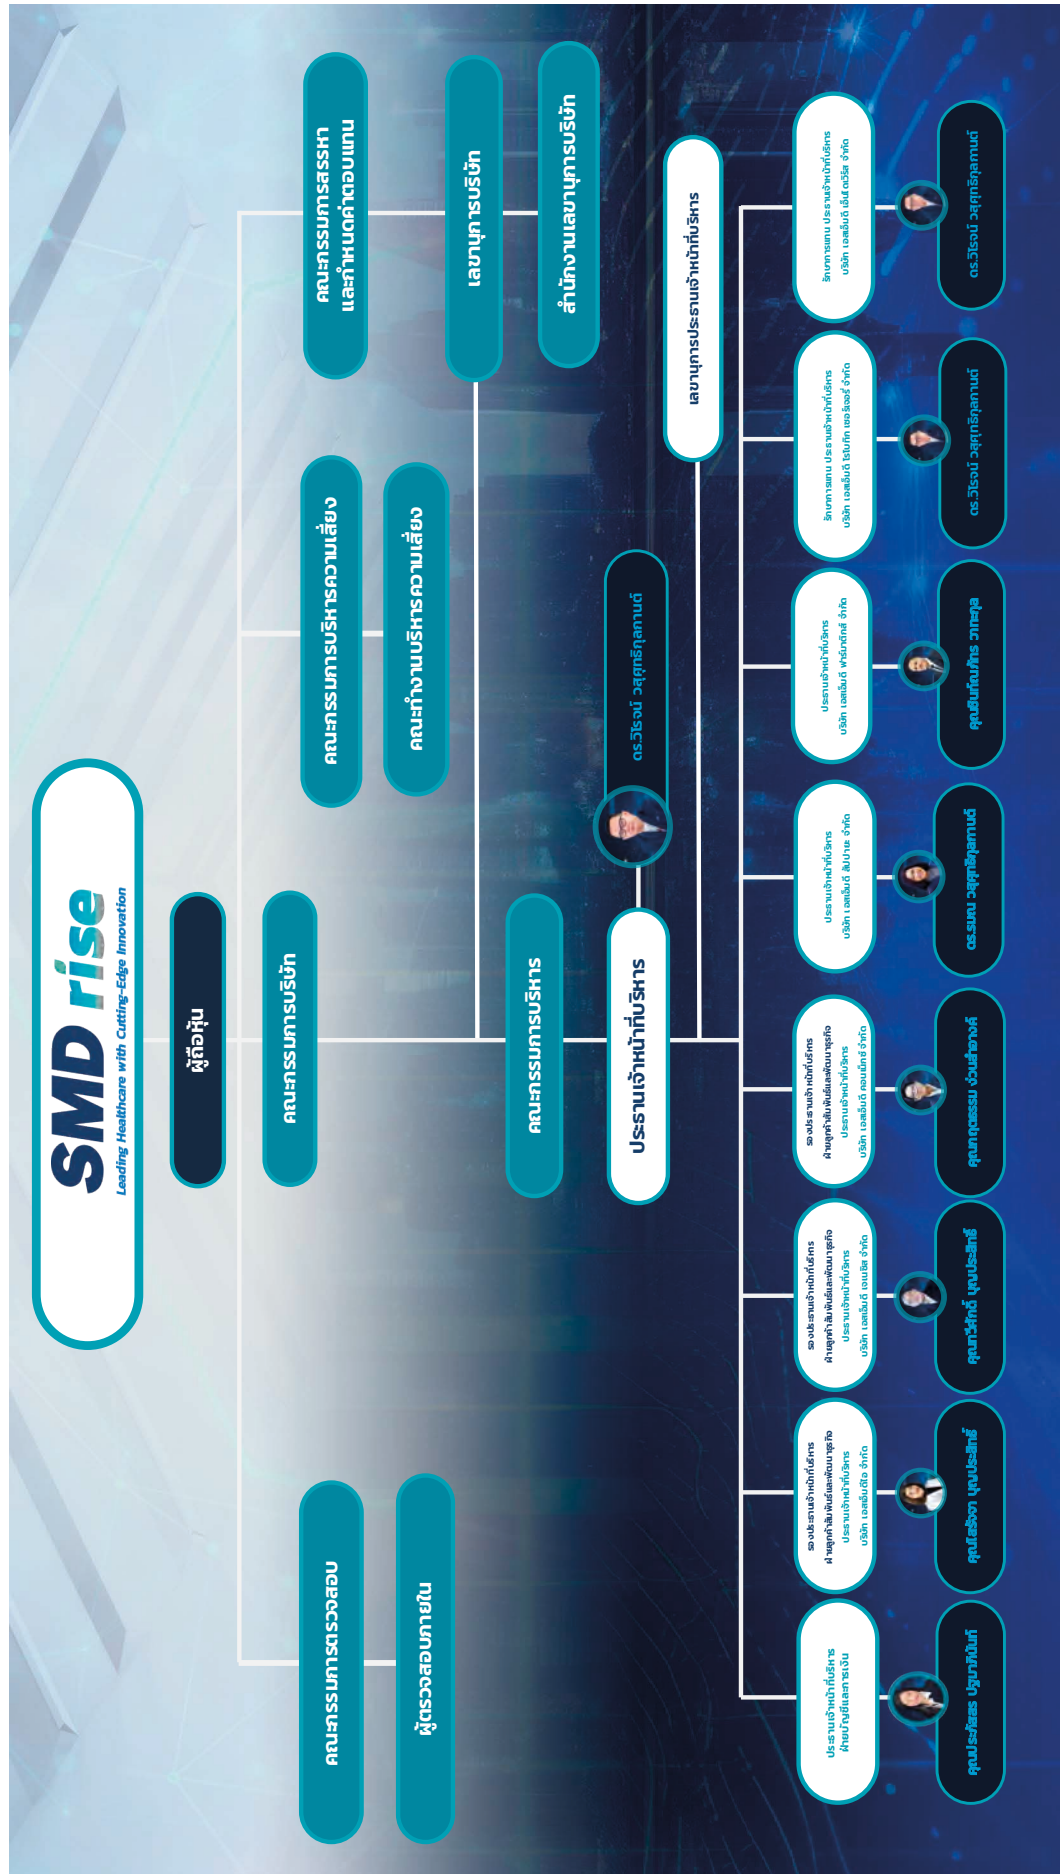 SMD rise
Leading Healthcare with Cutting-Edge Innovation
ผู้ถือหุ้น
คณะกรรมการบริษัท
คณะกรรมการตรวจสอบ
ผู้ตรวจสอบภายใน
คณะกรรมการบริหารความเสี่ยง
คณะทำงานบริหารความเสี่ยง
คณะกรรมการสรรหา
และกำหนดค่าตอบแทน
เลขานุการบริษัท
สำนักงานเลขานุการบริษัท
คณะกรรมการบริหาร
ประธานเจ้าหน้าที่บริหาร
ดร.วิโรจน์ วสุศุทธิกุลกานต์
เลขานุการประธานเจ้าหน้าที่บริหาร
ประธานเจ้าหน้าที่บริหาร
ฝ่ายบัญชีและการเงิน
คุณประภัสสร ปฐมาภินันท์
รองประธานเจ้าหน้าที่บริหาร
ฝ่ายลูกค้าสัมพันธ์และพัฒนาธุรกิจ
ประธานเจ้าหน้าที่บริหาร
บริษัท เอสเอ็มดีไอ จำกัด
คุณไสรัจจา บุญประสิทธิ์
รองประธานเจ้าหน้าที่บริหาร
ฝ่ายลูกค้าสัมพันธ์และพัฒนาธุรกิจ
ประธานเจ้าหน้าที่บริหาร
บริษัท เอสเอ็มดี เจเนซิส จำกัด
คุณทวีศักดิ์ บุญประสิทธิ์
รองประธานเจ้าหน้าที่บริหาร
ฝ่ายลูกค้าสัมพันธ์และพัฒนาธุรกิจ
ประธานเจ้าหน้าที่บริหาร
บริษัท เอสเอ็มดี คอนเน็กซ์ จำกัด
คุณกฤตธรรม จ่วนสำอางค์
ประธานเจ้าหน้าที่บริหาร
บริษัท เอสเอ็มดี สัปปายะ จำกัด
ดร.รมณ วสุศุทธิกุลกานต์
ประธานเจ้าหน้าที่บริหาร
บริษัท เอสเอ็มดี ฟาร์มาติกส์ จำกัด
วาทะกุล
รักษาการแทน ประธานเจ้าหน้าที่บริหาร
บริษัท เอสเอ็มดี โรโบทิก เซอร์เจอรี่ จำกัด
ดร.วิโรจน์ วสุศุทธิกุลกานต์
รักษาการแทน ประธานเจ้าหน้าที่บริหาร
บริษัท เอสเอ็มดี เอ็นโดเวิร์ส จำกัด
ดร.วิโรจน์ วสุศุทธิกุลกานต์